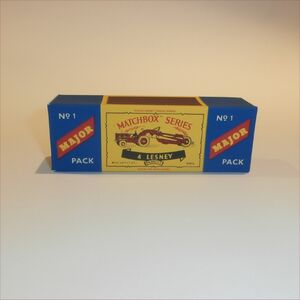 Nº 1
MAJOR
PACK
"MATCHBOX" SERIES
A LESNEY
Nº 1
MAJOR
PACK